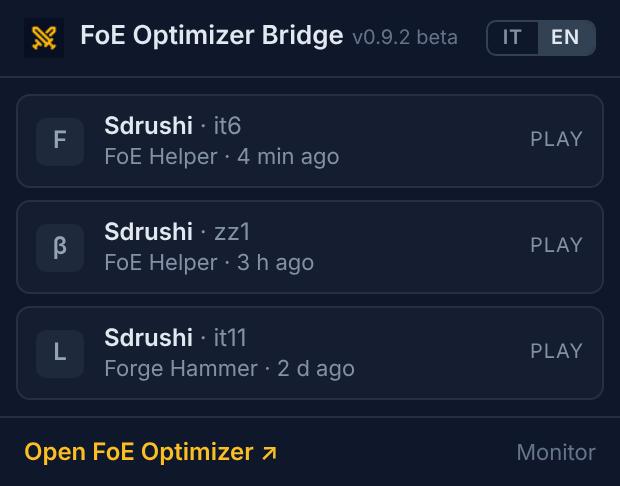 FoE Optimizer Bridge v0.9.2 beta IT EN
F
Sdrushi · it6
FoE Helper · 4 min ago
PLAY
β
Sdrushi · zz1
FoE Helper · 3 h ago
PLAY
L
Sdrushi · it11
Forge Hammer · 2 d ago
PLAY
Open FoE Optimizer ↗ Monitor